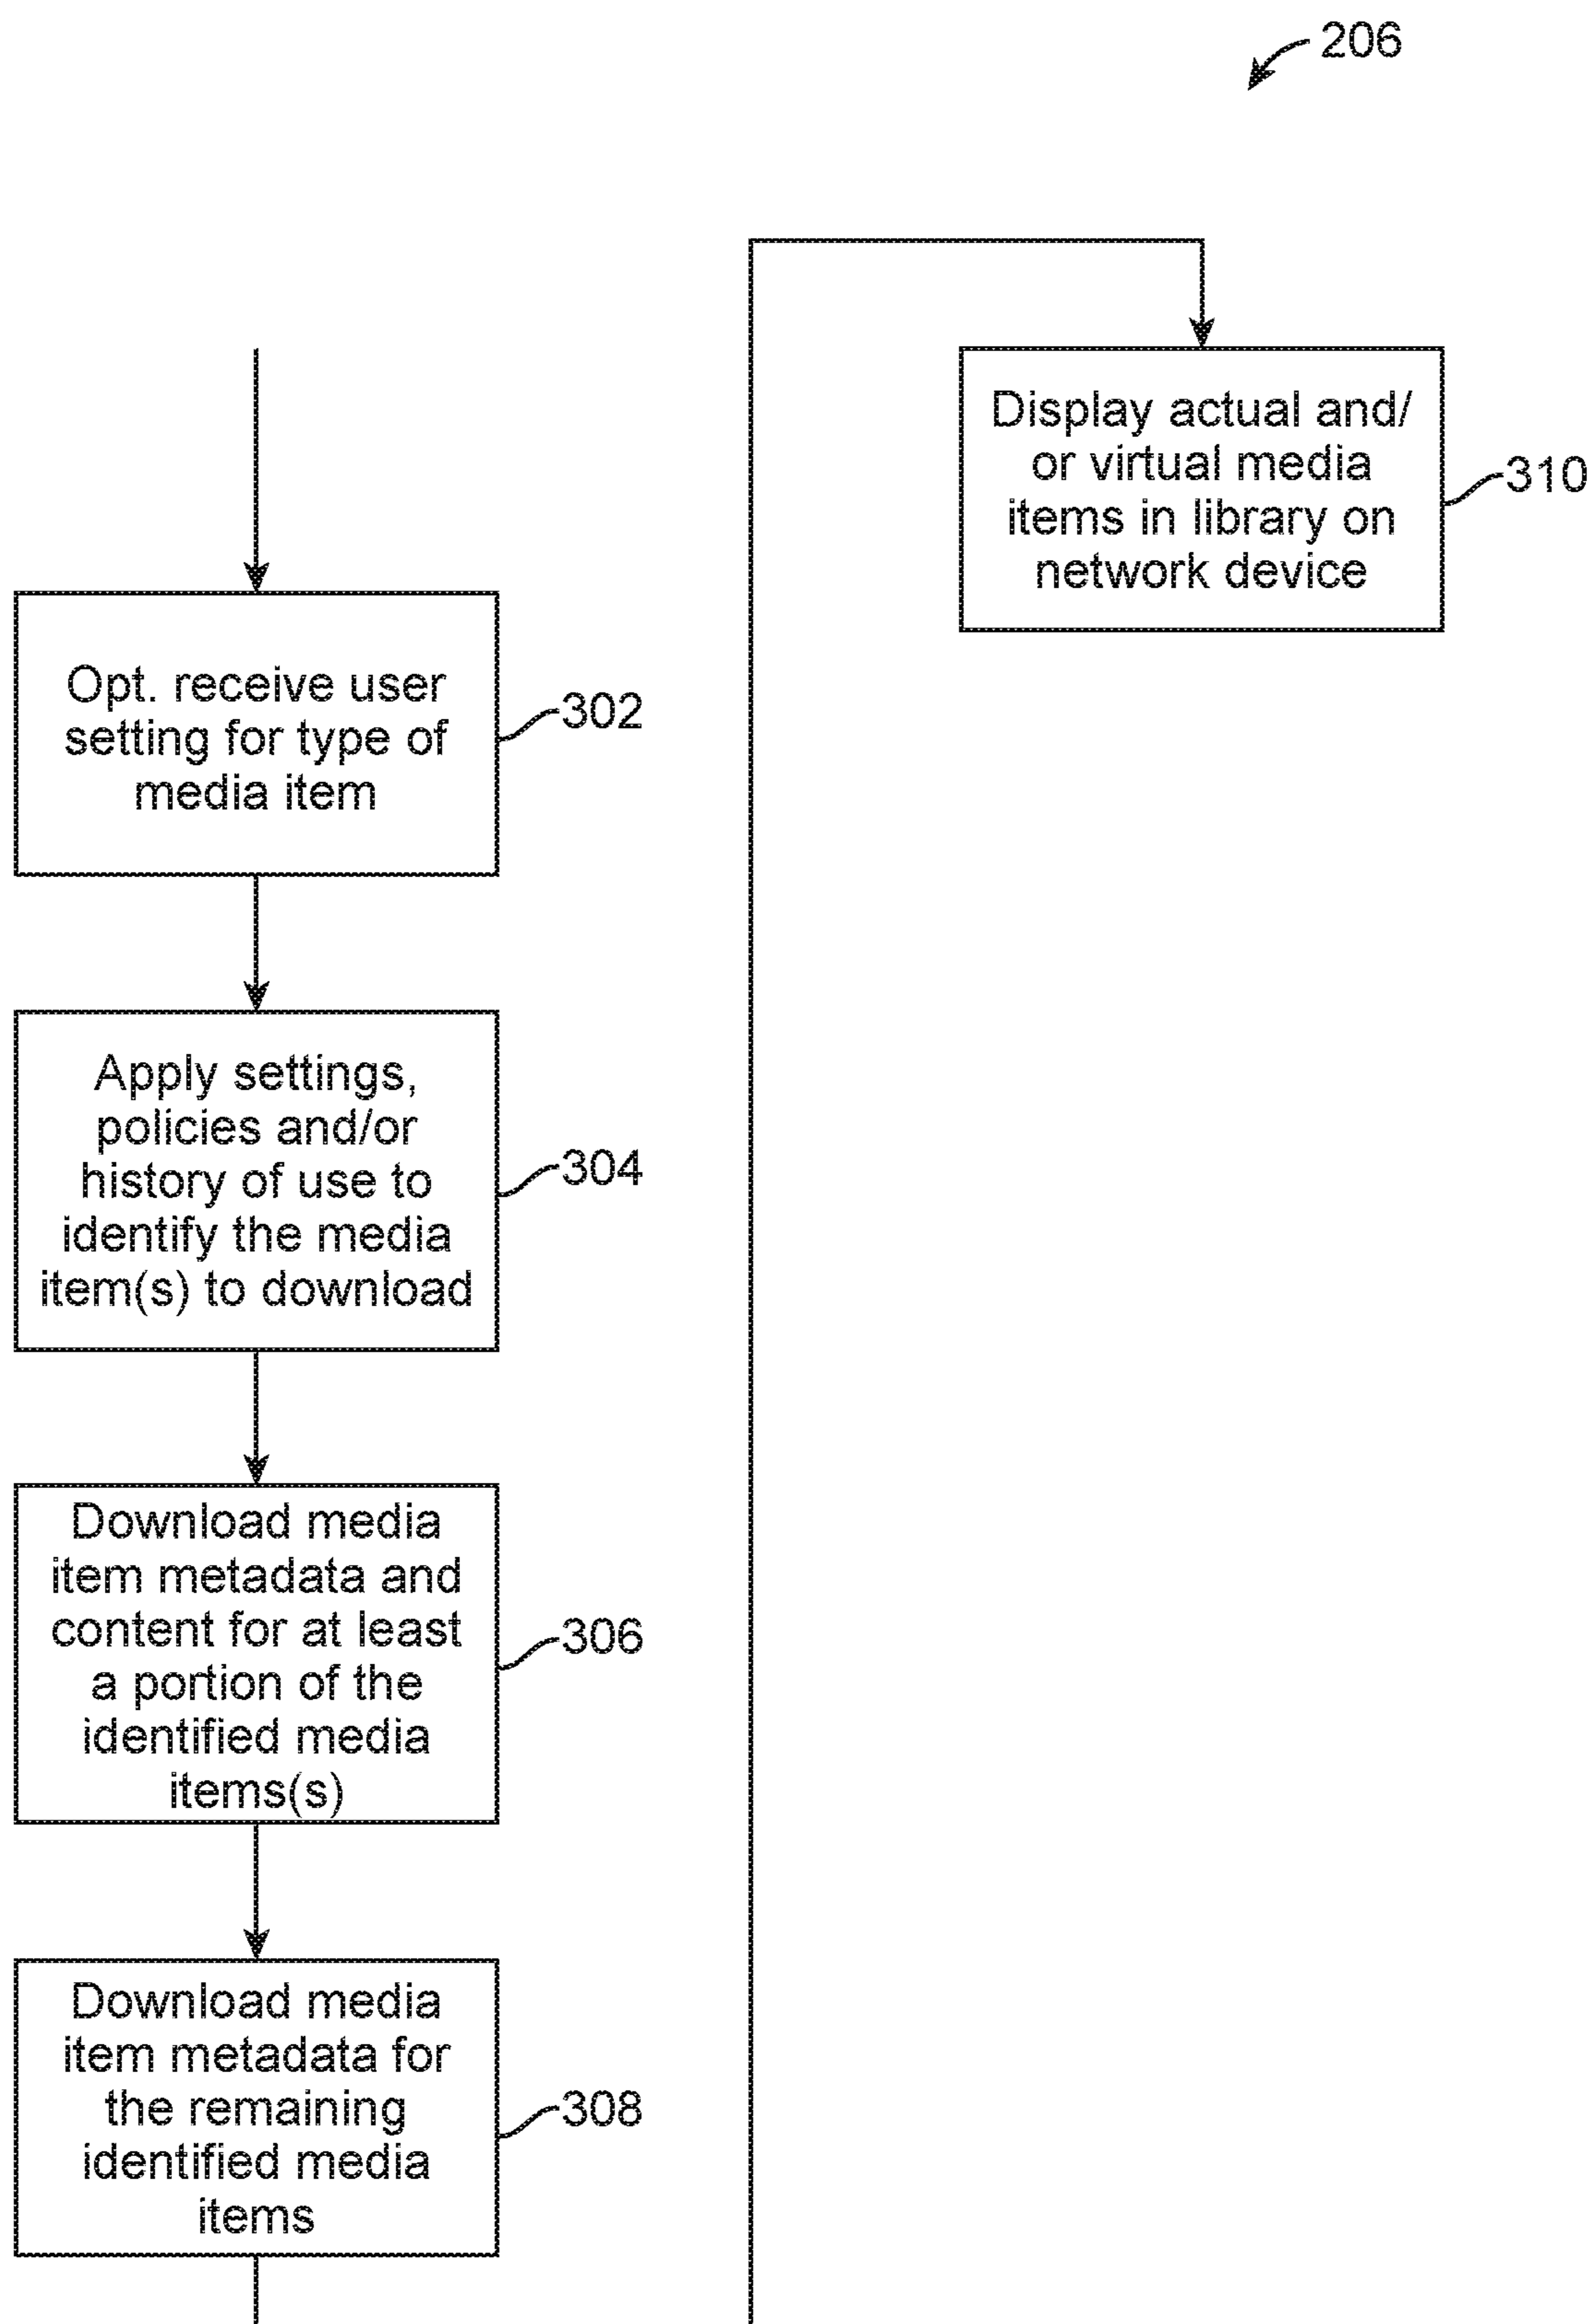 206
Opt. receive user
setting for type of
media item
302
Apply settings,
policies and/or
history of use to
identify the media
item(s) to download
304
Download media
item metadata and
content for at least
a portion of the
identified media
items(s)
306
Download media
item metadata for
the remaining
identified media
items
308
Display actual and/
or virtual media
items in library on
network device
310